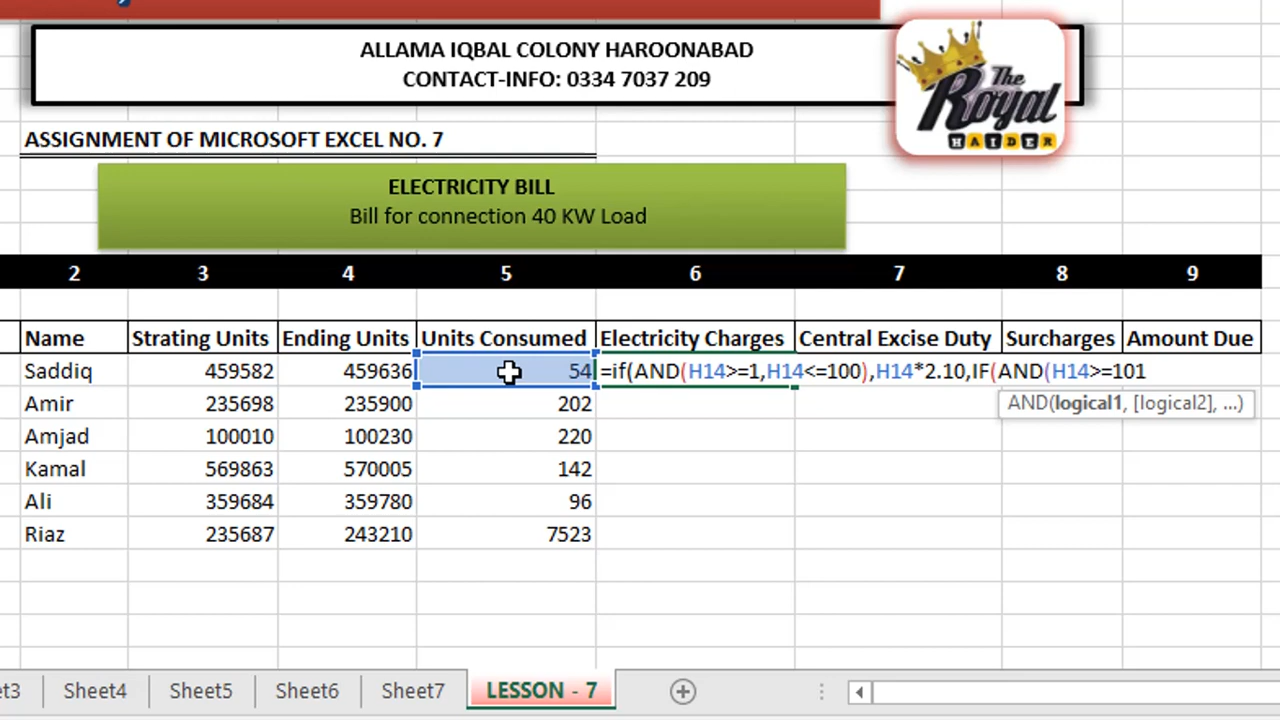 ALLAMA IQBAL COLONY HAROONABAD
CONTACT-INFO: 0334 7037 209
The
Royal
HAIDER
ASSIGNMENT OF MICROSOFT EXCEL NO. 7
ELECTRICITY BILL
Bill for connection 40 KW Load
2 3 4 5 6 7 8 9
Name Strating Units Ending Units Units Consumed Electricity Charges Central Excise Duty Surcharges Amount Due
Saddiq 459582 459636 54 =if(AND(H14>=1,H14<=100),H14*2.10,IF(AND(H14>=101
AND(logical1, [logical2], ...)
Amir 235698 235900 202
Amjad 100010 100230 220
Kamal 569863 570005 142
Ali 359684 359780 96
Riaz 235687 243210 7523
et3 Sheet4 Sheet5 Sheet6 Sheet7 LESSON - 7